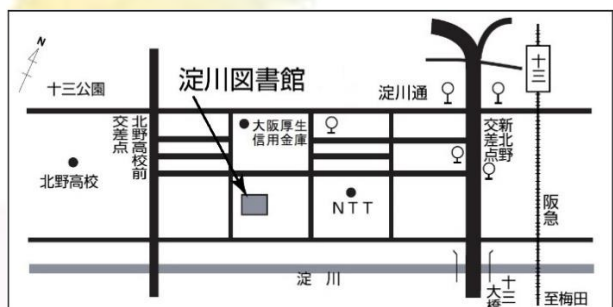 N
十三公園
淀川図書館
淀川通
十三
北野高校前
交差点
大阪厚生
信用金庫
新北野
交差点
北野高校
NTT
阪急
淀川
十三
大橋
至梅田